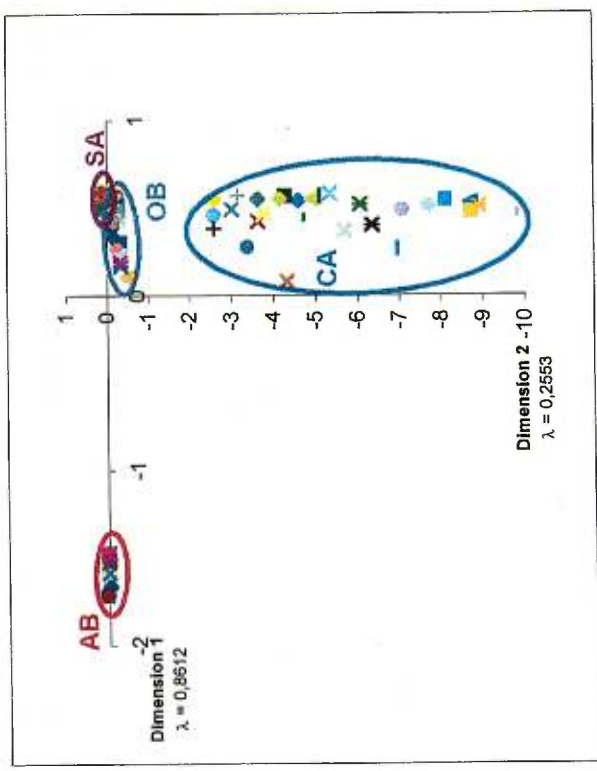 1
0
-1
-2
-3
-4
-5
-6
-7
-8
-9
-10
-2
-1
0
1
AB
SA
OB
CA
Dimension 1
λ = 0,8612
Dimension 2
λ = 0,2553